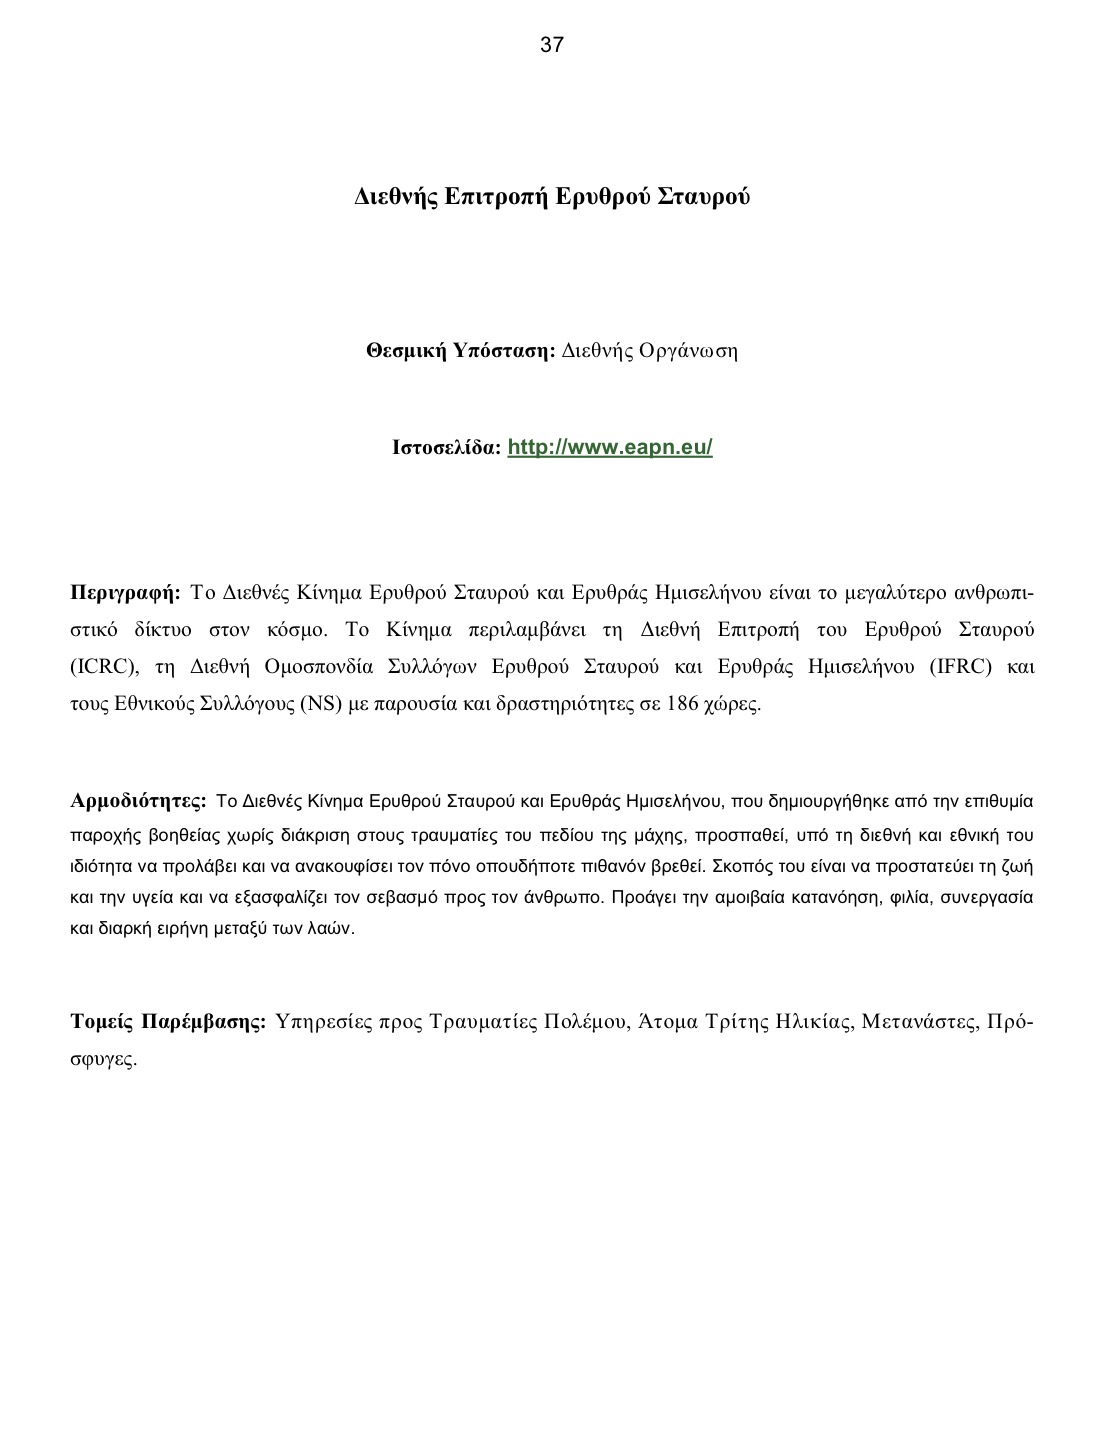 37
Διεθνής Επιτροπή Ερυθρού Σταυρού
Θεσμική Υπόσταση: Διεθνής Οργάνωση
Ιστοσελίδα: http://www.eapn.eu/
Περιγραφή: Το Διεθνές Κίνημα Ερυθρού Σταυρού και Ερυθράς Ημισελήνου είναι το μεγαλύτερο ανθρωπι-
στικό δίκτυο στον κόσμο. Το Κίνημα περιλαμβάνει τη Διεθνή Επιτροπή του Ερυθρού Σταυρού
(ICRC), τη Διεθνή Ομοσπονδία Συλλόγων Ερυθρού Σταυρού και Ερυθράς Ημισελήνου (IFRC) και
τους Εθνικούς Συλλόγους (NS) με παρουσία και δραστηριότητες σε 186 χώρες.
Αρμοδιότητες: Το Διεθνές Κίνημα Ερυθρού Σταυρού και Ερυθράς Ημισελήνου, που δημιουργήθηκε από την επιθυμία
παροχής βοηθείας χωρίς διάκριση στους τραυματίες του πεδίου της μάχης, προσπαθεί, υπό τη διεθνή και εθνική του
ιδιότητα να προλάβει και να ανακουφίσει τον πόνο οπουδήποτε πιθανόν βρεθεί. Σκοπός του είναι να προστατεύει τη ζωή
και την υγεία και να εξασφαλίζει τον σεβασμό προς τον άνθρωπο. Προάγει την αμοιβαία κατανόηση, φιλία, συνεργασία
και διαρκή ειρήνη μεταξύ των λαών.
Τομείς Παρέμβασης: Υπηρεσίες προς Τραυματίες Πολέμου, Άτομα Τρίτης Ηλικίας, Μετανάστες, Πρό-
σφυγες.